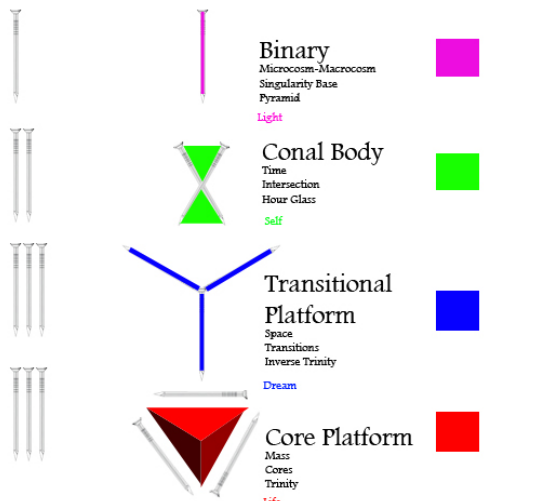 Binary
Microcosm-Macrocosm
Singularity Base
Pyramid
Light
Conal Body
Time
Intersection
Hour Glass
Self
Transitional
Platform
Space
Transitions
Inverse Trinity
Dream
Core Platform
Mass
Cores
Trinity